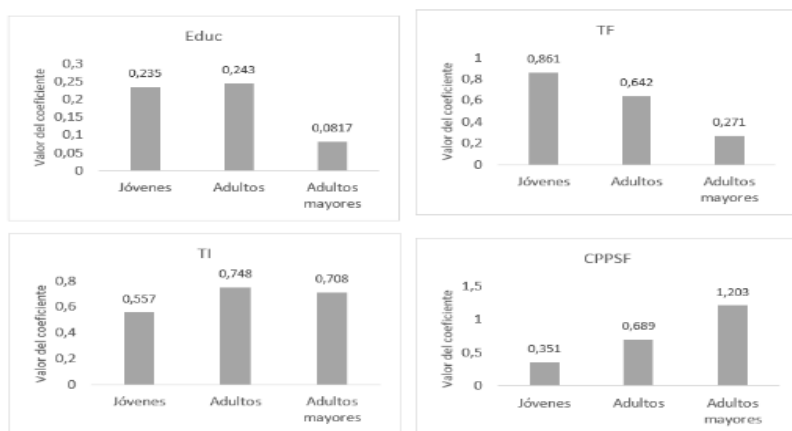 Educ
Valor del coeficiente
0,3
0,25
0,2
0,15
0,1
0,05
0
0,235
0,243
0,0817
Jóvenes
Adultos
Adultos
mayores
TF
Valor del coeficiente
1
0,8
0,6
0,4
0,2
0
0,861
0,642
0,271
Jóvenes
Adultos
Adultos
mayores
TI
Valor del coeficiente
0,8
0,6
0,4
0,2
0
0,557
0,748
0,708
Jóvenes
Adultos
Adultos
mayores
CPPSF
Valor del coeficiente
1,5
1
0,5
0
0,351
0,689
1,203
Jóvenes
Adultos
Adultos
mayores